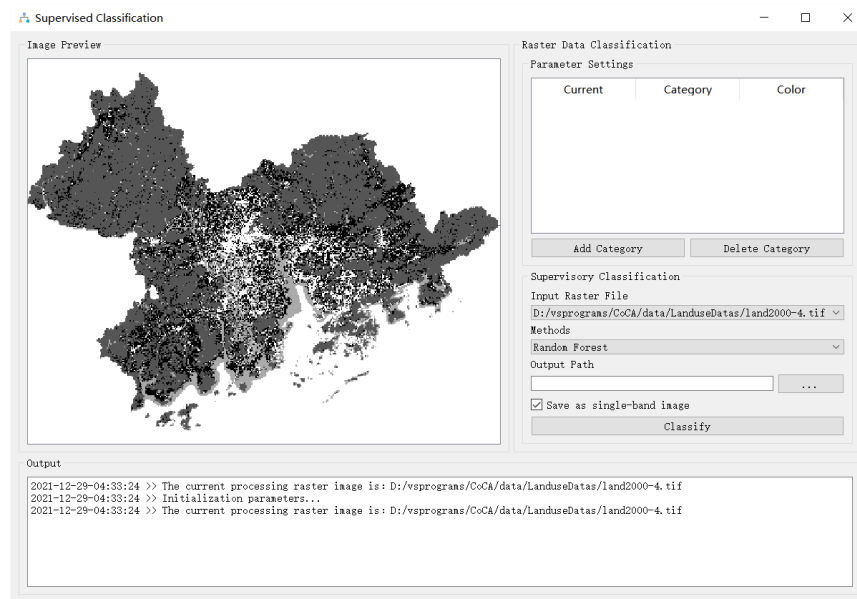 Supervised Classification
Image Preview
Raster Data Classification
Parameter Settings
Current Category Color
Add Category Delete Category
Supervisory Classification
Input Raster File
D:/vsprograms/CoCA/data/LanduseDatas/land2000-4.tif
Methods
Random Forest
Output Path
...
Save as single-band image
Classify
Output
2021-12-29-04:33:24 >> The current processing raster image is: D:/vsprograms/CoCA/data/LanduseDatas/land2000-4.tif
2021-12-29-04:33:24 >> Initialization parameters...
2021-12-29-04:33:24 >> The current processing raster image is: D:/vsprograms/CoCA/data/LanduseDatas/land2000-4.tif